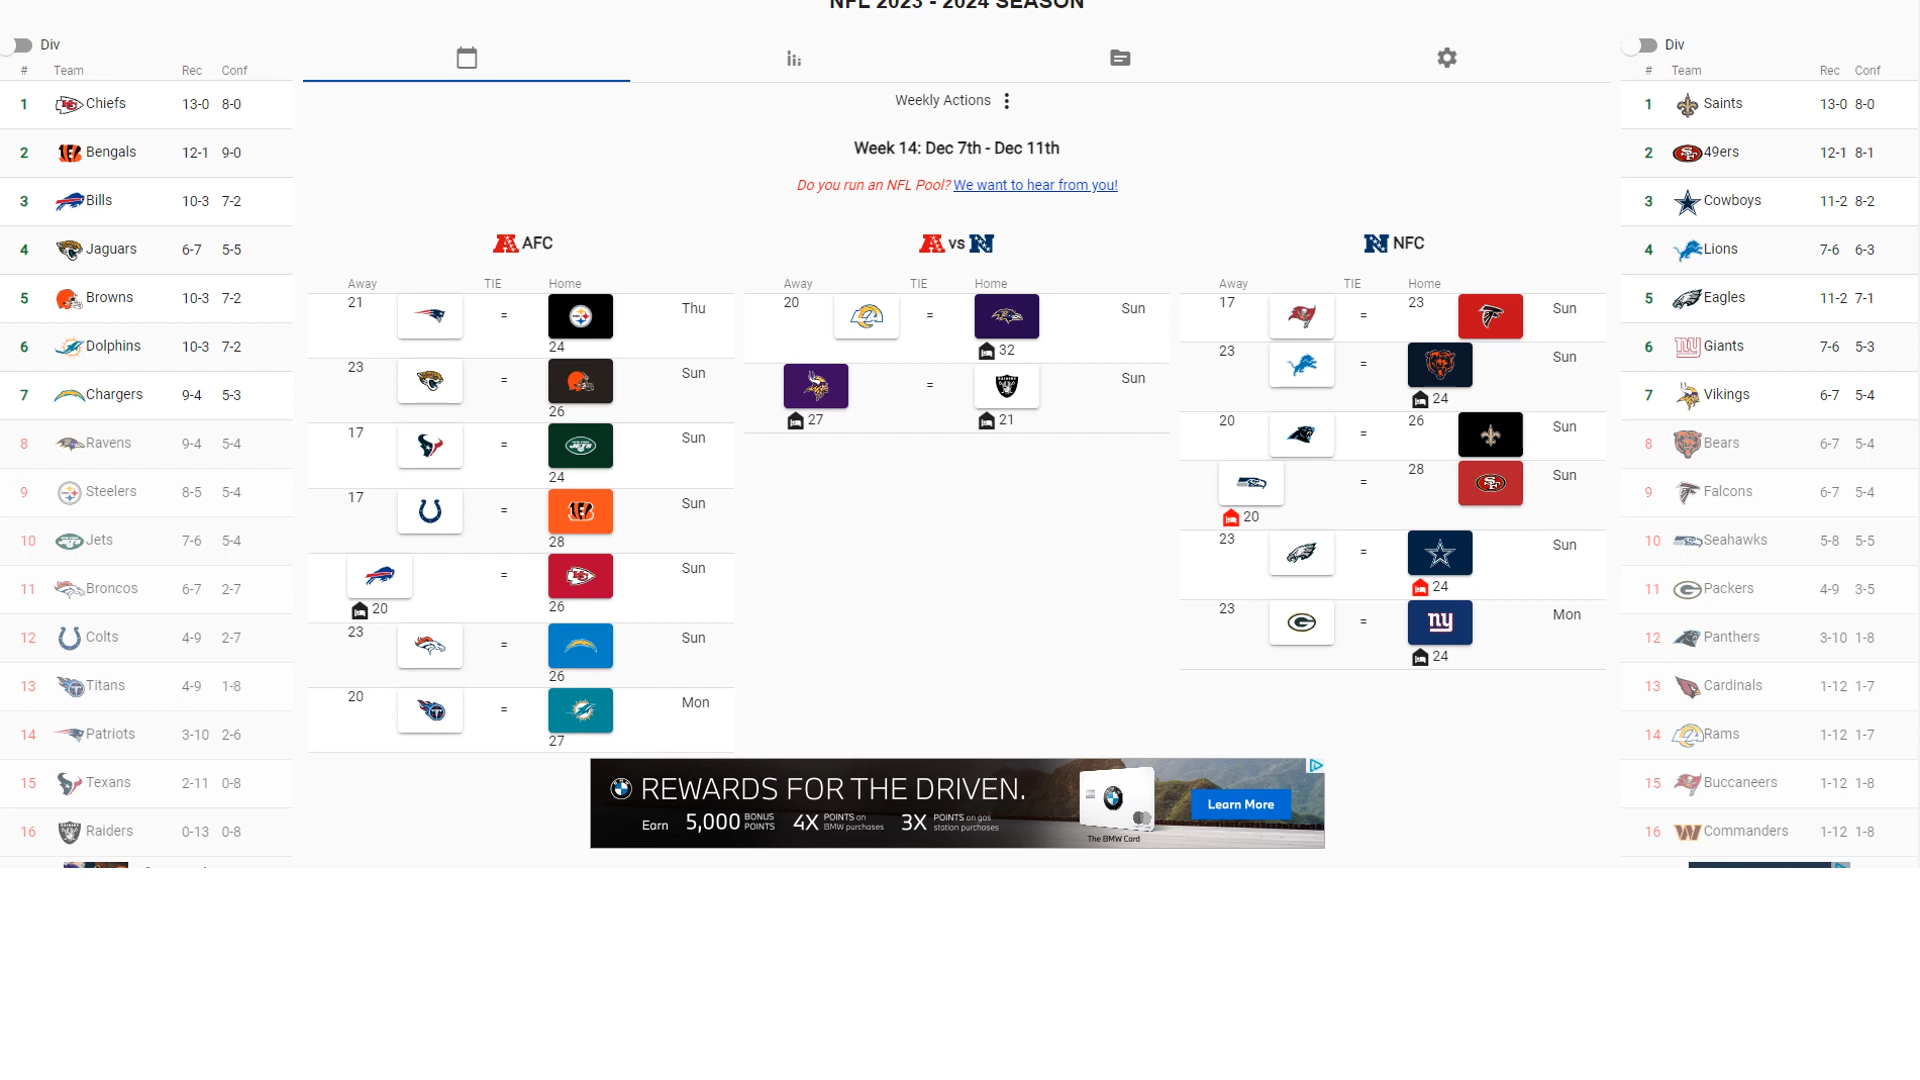 NFL 2023 - 2024 SEASON
Div
# Team Rec Conf
1 Chiefs 13-0 8-0
2 Bengals 12-1 9-0
3 Bills 10-3 7-2
4 Jaguars 6-7 5-5
5 Browns 10-3 7-2
6 Dolphins 10-3 7-2
7 Chargers 9-4 5-3
8 Ravens 9-4 5-4
9 Steelers 8-5 5-4
10 Jets 7-6 5-4
11 Broncos 6-7 2-7
12 Colts 4-9 2-7
13 Titans 4-9 1-8
14 Patriots 3-10 2-6
15 Texans 2-11 0-8
16 Raiders 0-13 0-8
Weekly Actions
Week 14: Dec 7th - Dec 11th
Do you run an NFL Pool? We want to hear from you!
AFC
Away TIE Home
21 = Thu
24
23 = Sun
26
17 = Sun
24
17 = Sun
28
= Sun
20 26
23 = Sun
26
20 = Mon
27
A vs N
Away TIE Home
20 = Sun
32
= Sun
27 21
NFC
Away TIE Home
17 = 23 Sun
23 = Sun
24
20 = 26 Sun
= 28 Sun
20
23 = Sun
24
23 = ny Mon
24
REWARDS FOR THE DRIVEN.
Earn 5,000 BONUS POINTS 4X POINTS on BMW purchases 3X POINTS on gas station purchases
The BMW Card
Learn More
Div
# Team Rec Conf
1 Saints 13-0 8-0
2 49ers 12-1 8-1
3 Cowboys 11-2 8-2
4 Lions 7-6 6-3
5 Eagles 11-2 7-1
6 Giants 7-6 5-3
7 Vikings 6-7 5-4
8 Bears 6-7 5-4
9 Falcons 6-7 5-4
10 Seahawks 5-8 5-5
11 Packers 4-9 3-5
12 Panthers 3-10 1-8
13 Cardinals 1-12 1-7
14 Rams 1-12 1-7
15 Buccaneers 1-12 1-8
16 Commanders 1-12 1-8